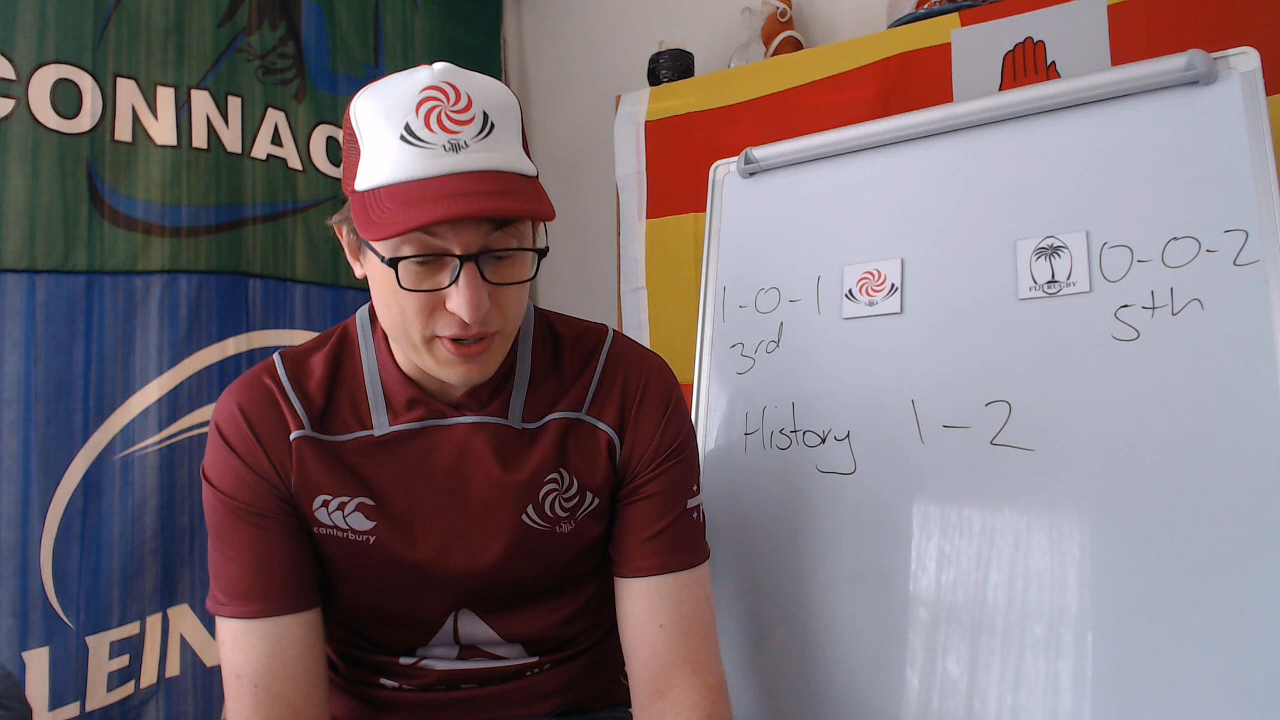 CONNAC
LEIN
canterbury
1-0-1
3rd
FIJI RUGBY
0-0-2
5th
History 1-2